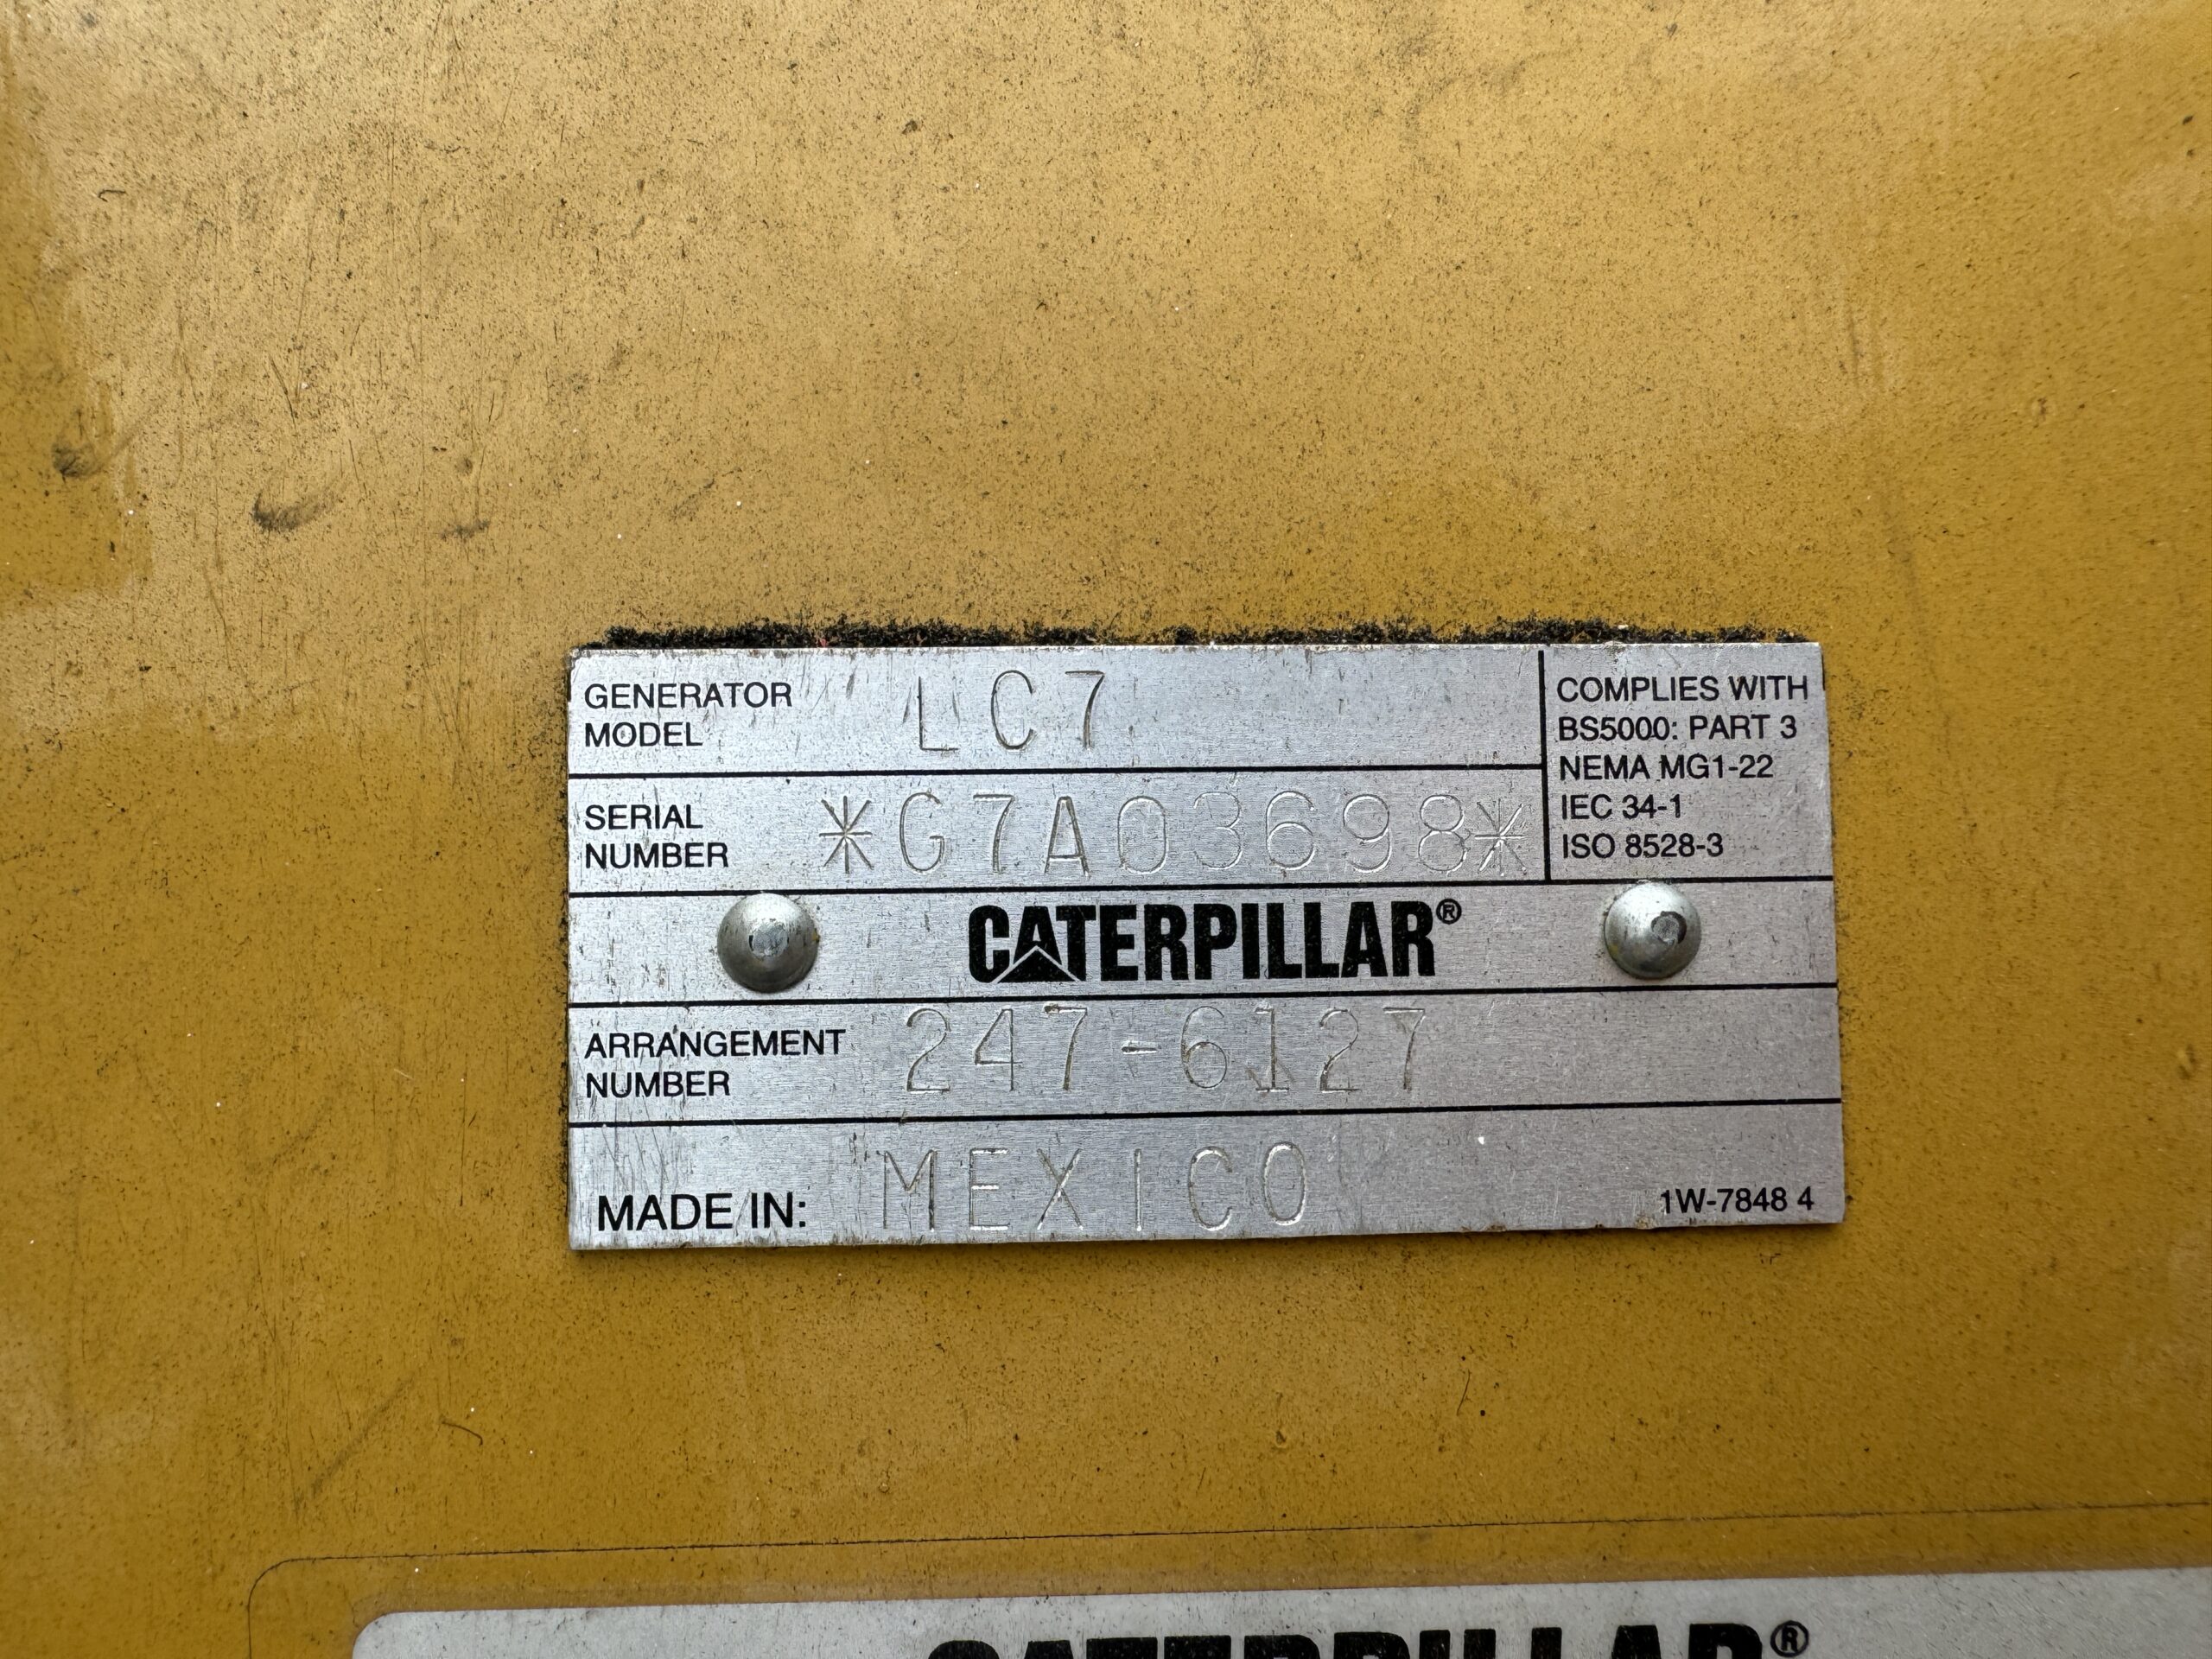 GENERATOR
MODEL
LC7
COMPLIES WITH
BS5000: PART 3
NEMA MG1-22
IEC 34-1
ISO 8528-3
SERIAL
NUMBER
*G7A03698*
CATERPILLAR®
ARRANGEMENT
NUMBER
247-6127
MADE IN: MEXICO
1W-7848 4
CATERPILLAR®